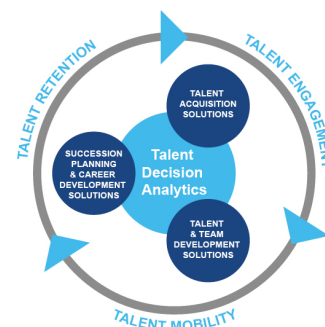 TALENT RETENTION
TALENT ENGAGEMENT
TALENT
ACQUISITION
SOLUTIONS
SUCCESSION
PLANNING
& CAREER
DEVELOPMENT
SOLUTIONS
Talent
Decision
Analytics
TALENT
& TEAM
DEVELOPMENT
SOLUTIONS
TALENT MOBILITY